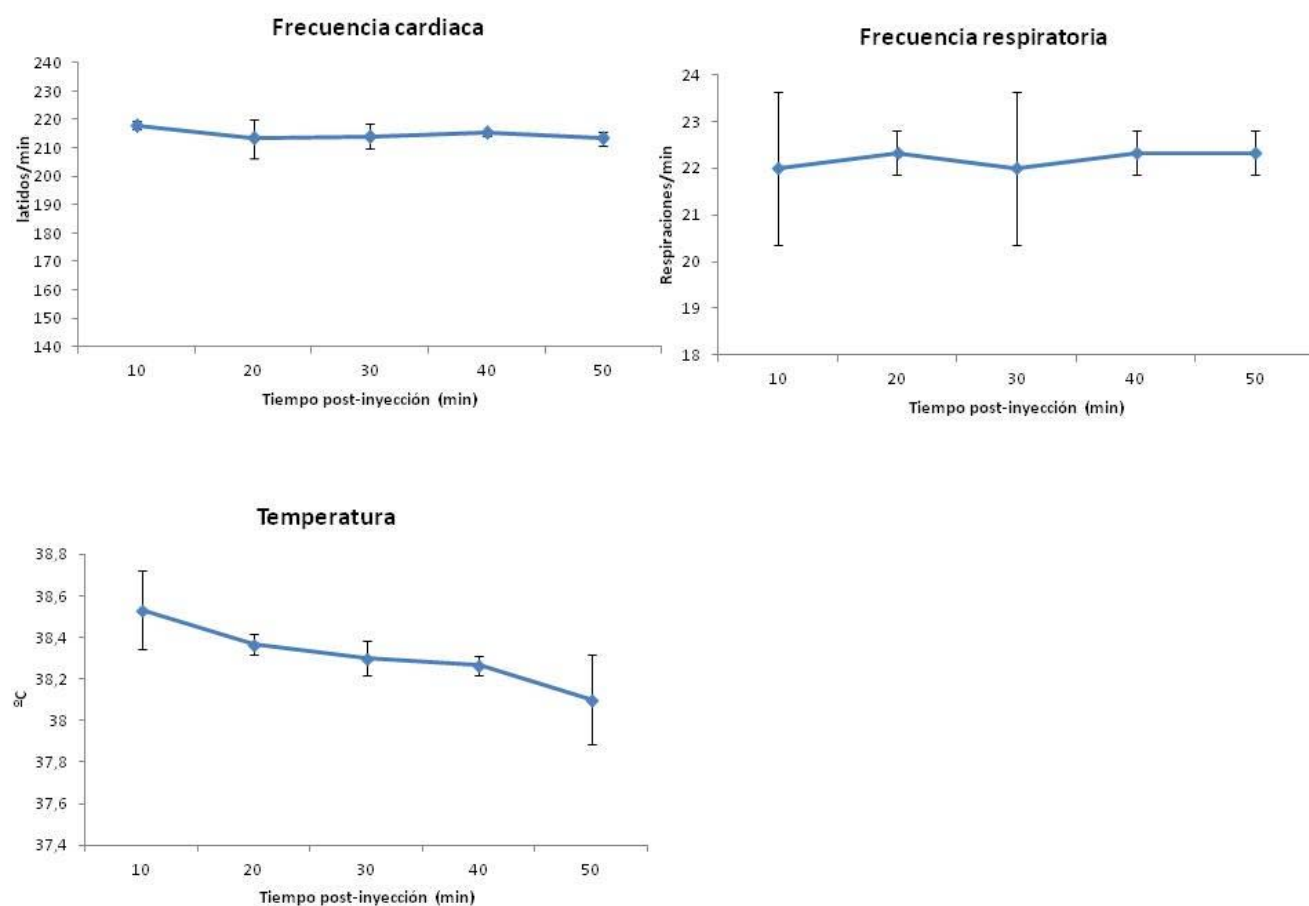 Frecuencia cardiaca
240
230
220
210
200
190
180
170
160
150
140
latidos/min
10 20 30 40 50
Tiempo post-inyección (min)
Frecuencia respiratoria
24
23
22
21
20
19
18
Respiraciones/min
10 20 30 40 50
Tiempo post-inyección (min)
Temperatura
38,8
38,6
38,4
38,2
38
37,8
37,6
37,4
ºC
10 20 30 40 50
Tiempo post-inyección (min)